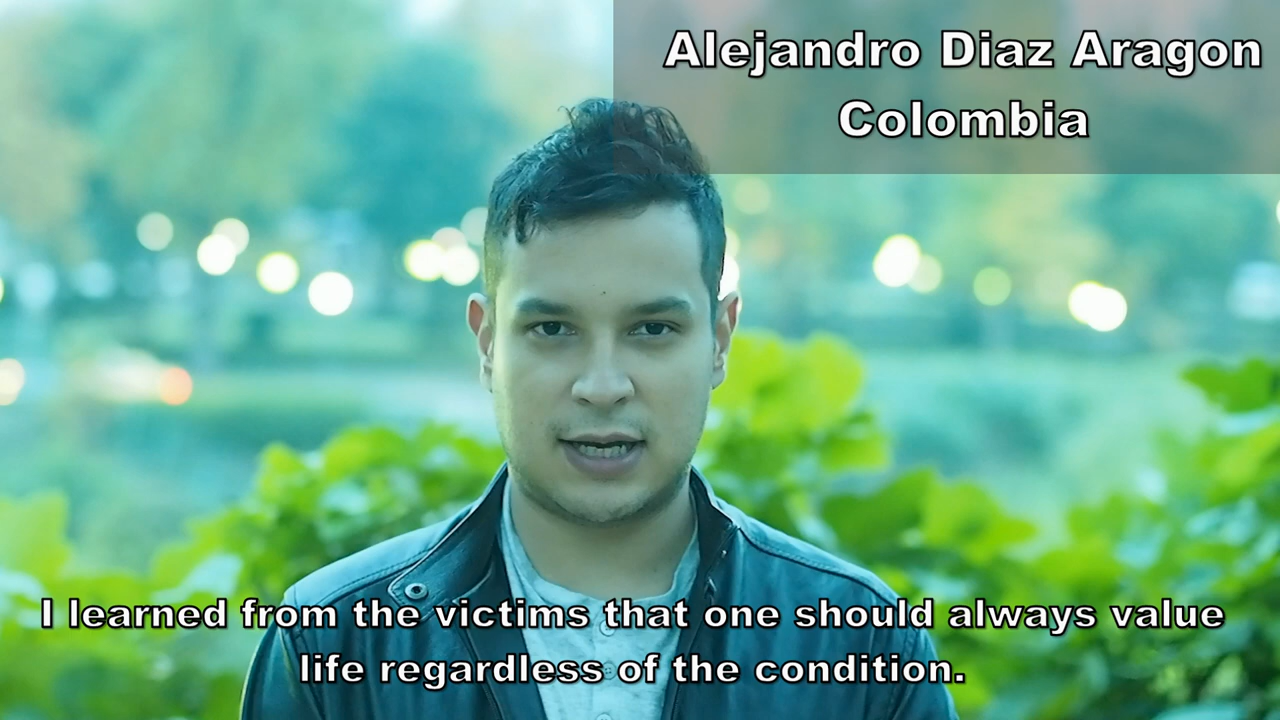 Alejandro Diaz Aragon
Colombia
I learned from the victims that one should always value
life regardless of the condition.